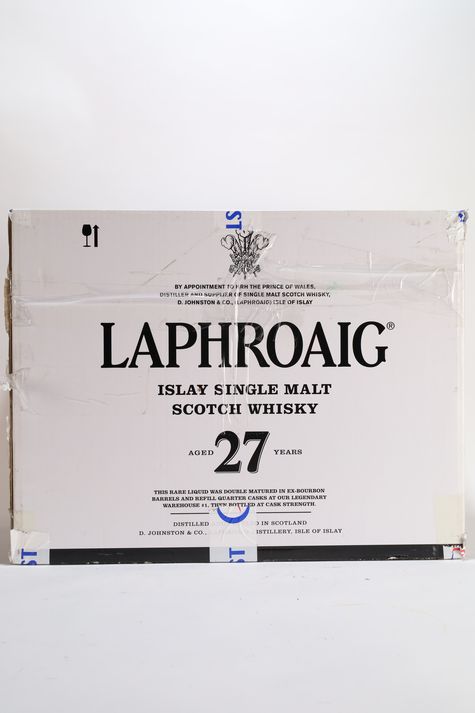 ST
BY APPOINTMENT TO HRH THE PRINCE OF WALES,
DISTILLER AND SUPPLIER OF SINGLE MALT SCOTCH WHISKY,
D. JOHNSTON & CO., (LAPHROAIG) ISLE OF ISLAY
LAPHROAIG®
ISLAY SINGLE MALT
SCOTCH WHISKY
AGED 27 YEARS
THIS RARE LIQUID WAS DOUBLE MATURED IN EX-BOURBON
BARRELS AND REFILL QUARTER CASKS AT OUR LEGENDARY
WAREHOUSE #1, THEN BOTTLED AT CASK STRENGTH.
DISTILLED IN SCOTLAND
D. JOHNSTON & CO., DISTILLERY, ISLE OF ISLAY
ST
ST